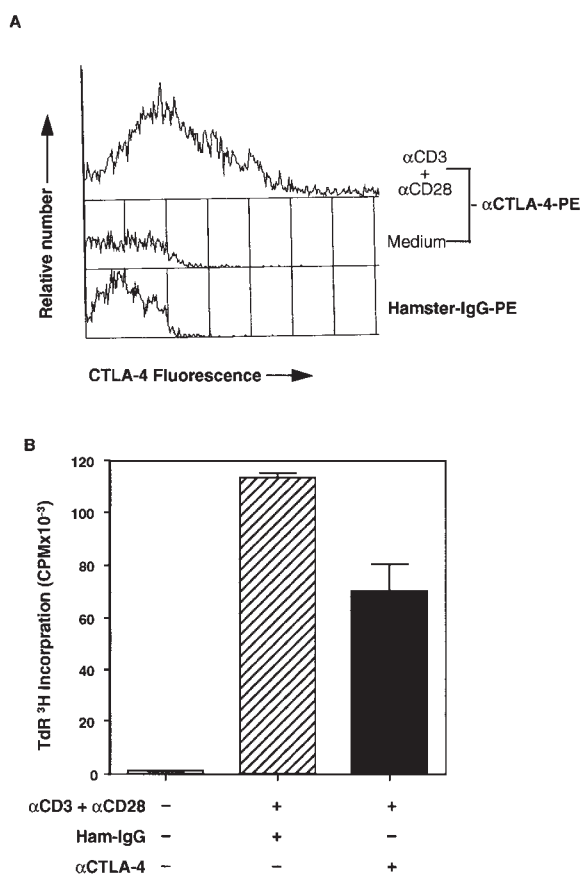 A
Relative number
αCD3
+
αCD28
- αCTLA-4-PE
Medium
Hamster-IgG-PE
CTLA-4 Fluorescence
B
TdR ³H Incorpration (CPMx10⁻³)
120
100
80
60
40
20
0
αCD3 + αCD28 – + +
Ham-IgG – + –
αCTLA-4 – – +